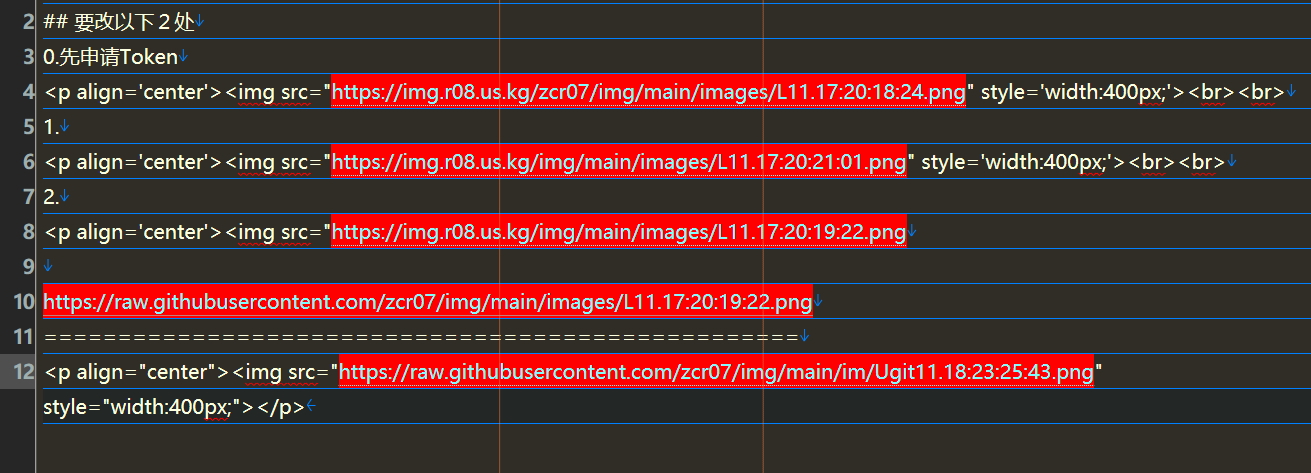 2 ## 要改以下２处↓
3 0.先申请Token↓
4 <p align='center'><img src="https://img.r08.us.kg/zcr07/img/main/images/L11.17:20:18:24.png" style='width:400px;'><br><br>↓
5 1.↓
6 <p align='center'><img src="https://img.r08.us.kg/img/main/images/L11.17:20:21:01.png" style='width:400px;'><br><br>↓
7 2.↓
8 <p align='center'><img src="https://img.r08.us.kg/img/main/images/L11.17:20:19:22.png↓
9 ↓
10 https://raw.githubusercontent.com/zcr07/img/main/images/L11.17:20:19:22.png↓
11 ===================================================↓
12 <p align="center"><img src="https://raw.githubusercontent.com/zcr07/img/main/im/Ugit11.18:23:25:43.png"
style="width:400px;"></p>←